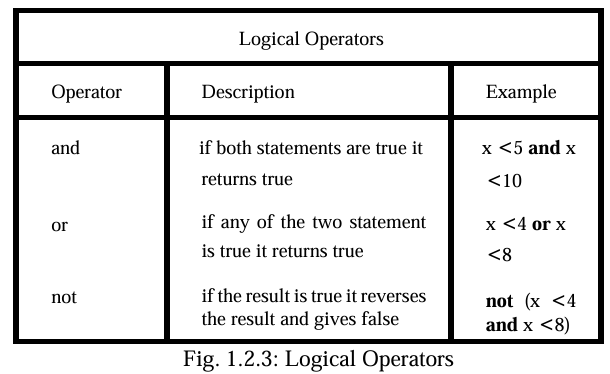 Logical Operators
Operator Description Example
and if both statements are true it x <5 and x
returns true <10
or if any of the two statement x <4 or x
is true it returns true <8
not if the result is true it reverses not (x <4
the result and gives false and x <8)
Fig. 1.2.3: Logical Operators